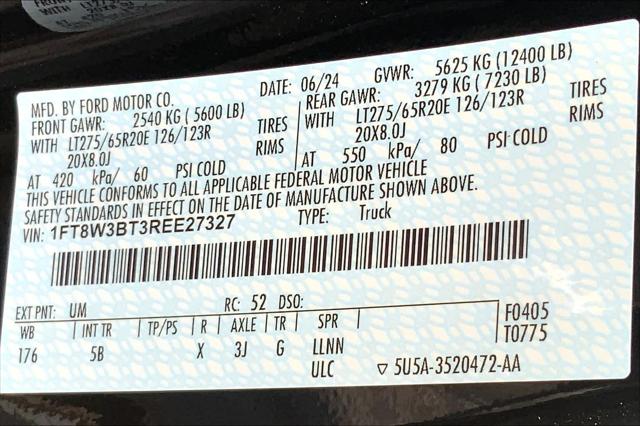 MFD. BY FORD MOTOR CO. DATE: 06/24 GVWR: 5625 KG (12400 LB)
FRONT GAWR: 2540 KG ( 5600 LB) REAR GAWR: 3279 KG ( 7230 LB)
WITH LT275/65R20E 126/123R TIRES WITH LT275/65R20E 126/123R TIRES
20X8.0J RIMS 20X8.0J RIMS
AT 420 kPa/ 60 PSI COLD AT 550 kPa/ 80 PSI COLD
THIS VEHICLE CONFORMS TO ALL APPLICABLE FEDERAL MOTOR VEHICLE
SAFETY STANDARDS IN EFFECT ON THE DATE OF MANUFACTURE SHOWN ABOVE.
VIN: 1FT8W3BT3REE27327 TYPE: Truck
EXT PNT: UM RC: 52 DSO: F0405
WB INT TR TP/PS R AXLE TR SPR T0775
176 5B X 3J G LLNN
ULC ▽ 5U5A-3520472-AA